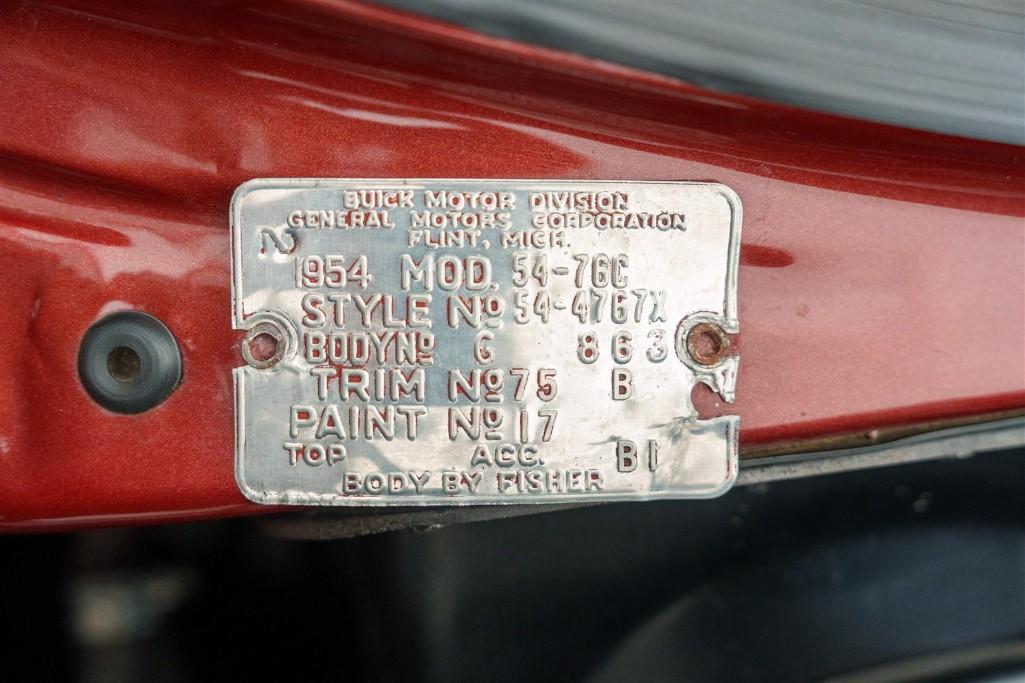 BUICK MOTOR DIVISION
GENERAL MOTORS CORPORATION
FLINT, MICH.
2
1954 MOD. 54-76C
STYLE Nº 54-4767X
BODY Nº G 863
TRIM Nº 75 B
PAINT Nº 17
TOP ACC. B1
BODY BY FISHER